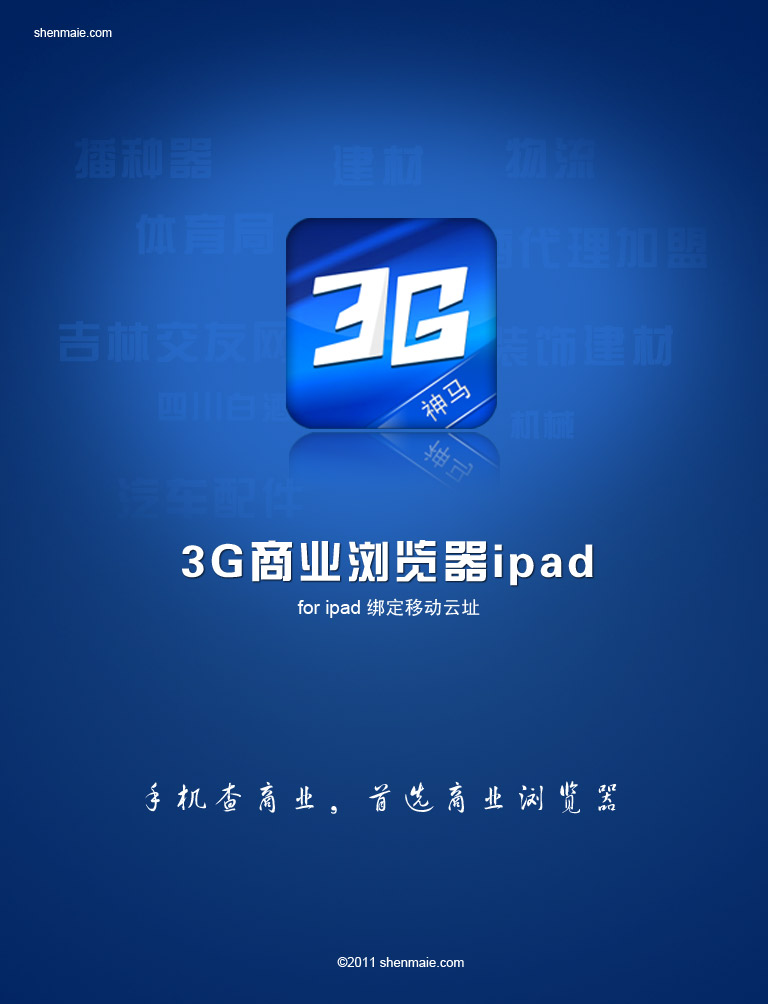 shenmaie.com
播种器
建材
物流
体育局
代理加盟
吉林交友网
装饰建材
四川白酒
机械
汽车配件
3G
神马
3G商业浏览器ipad
for ipad 绑定移动云址
手机查商业，首选商业浏览器
©2011 shenmaie.com